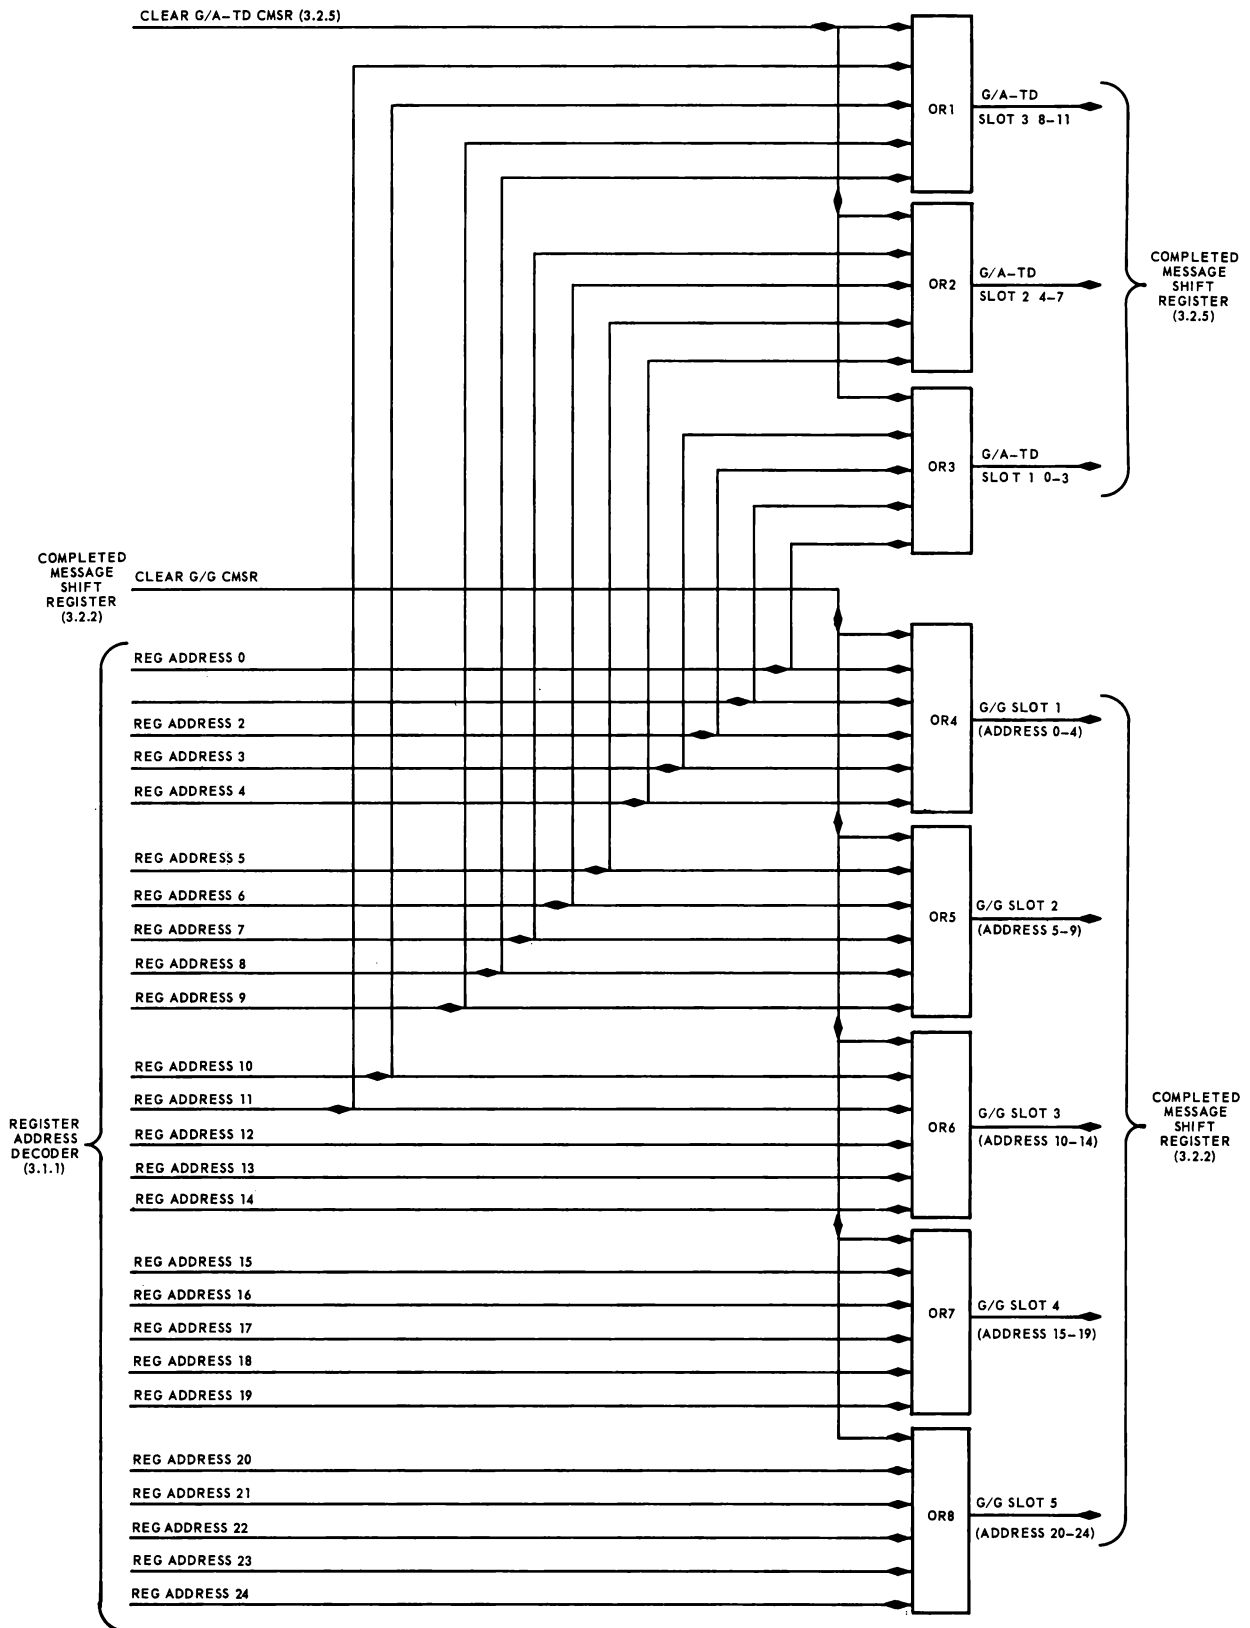 CLEAR G/A-TD CMSR (3.2.5)
OR1
G/A-TD
SLOT 3 8-11
OR2
G/A-TD
SLOT 2 4-7
COMPLETED
MESSAGE
SHIFT
REGISTER
(3.2.5)
OR3
G/A-TD
SLOT 1 0-3
COMPLETED
MESSAGE
SHIFT
REGISTER
(3.2.2)
CLEAR G/G CMSR
REG ADDRESS 0
REG ADDRESS 2
REG ADDRESS 3
REG ADDRESS 4
OR4
G/G SLOT 1
(ADDRESS 0-4)
REG ADDRESS 5
REG ADDRESS 6
REG ADDRESS 7
REG ADDRESS 8
REG ADDRESS 9
OR5
G/G SLOT 2
(ADDRESS 5-9)
REGISTER
ADDRESS
DECODER
(3.1.1)
REG ADDRESS 10
REG ADDRESS 11
REG ADDRESS 12
REG ADDRESS 13
REG ADDRESS 14
OR6
G/G SLOT 3
(ADDRESS 10-14)
COMPLETED
MESSAGE
SHIFT
REGISTER
(3.2.2)
REG ADDRESS 15
REG ADDRESS 16
REG ADDRESS 17
REG ADDRESS 18
REG ADDRESS 19
OR7
G/G SLOT 4
(ADDRESS 15-19)
REG ADDRESS 20
REG ADDRESS 21
REG ADDRESS 22
REG ADDRESS 23
REG ADDRESS 24
OR8
G/G SLOT 5
(ADDRESS 20-24)